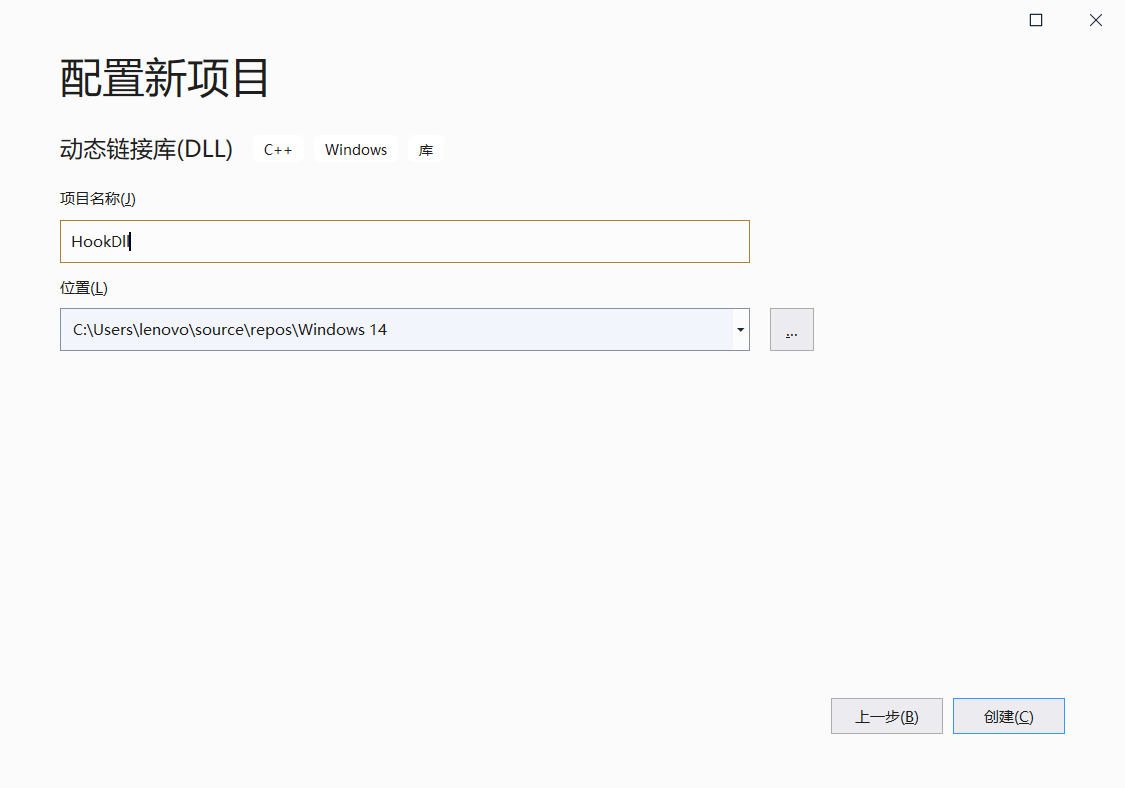 配置新项目
动态链接库(DLL) C++ Windows 库
项目名称(J)
HookDll
位置(L)
C:\Users\lenovo\source\repos\Windows 14
...
上一步(B) 创建(C)